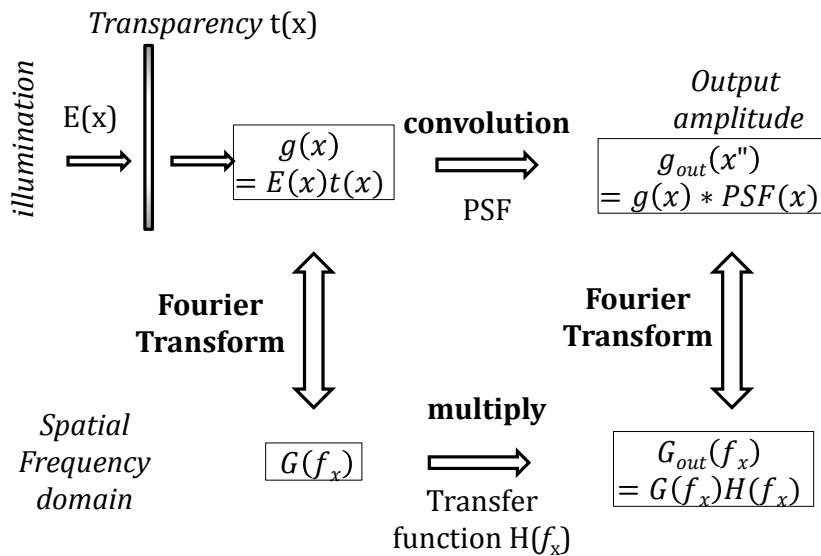 Transparency t(x)
illumination
E(x)
g(x)
= E(x)t(x)
convolution
PSF
Output
amplitude
g_out(x")
= g(x) * PSF(x)
Fourier
Transform
Fourier
Transform
Spatial
Frequency
domain
G(f_x)
multiply
Transfer
function H(f_x)
G_out(f_x)
= G(f_x)H(f_x)